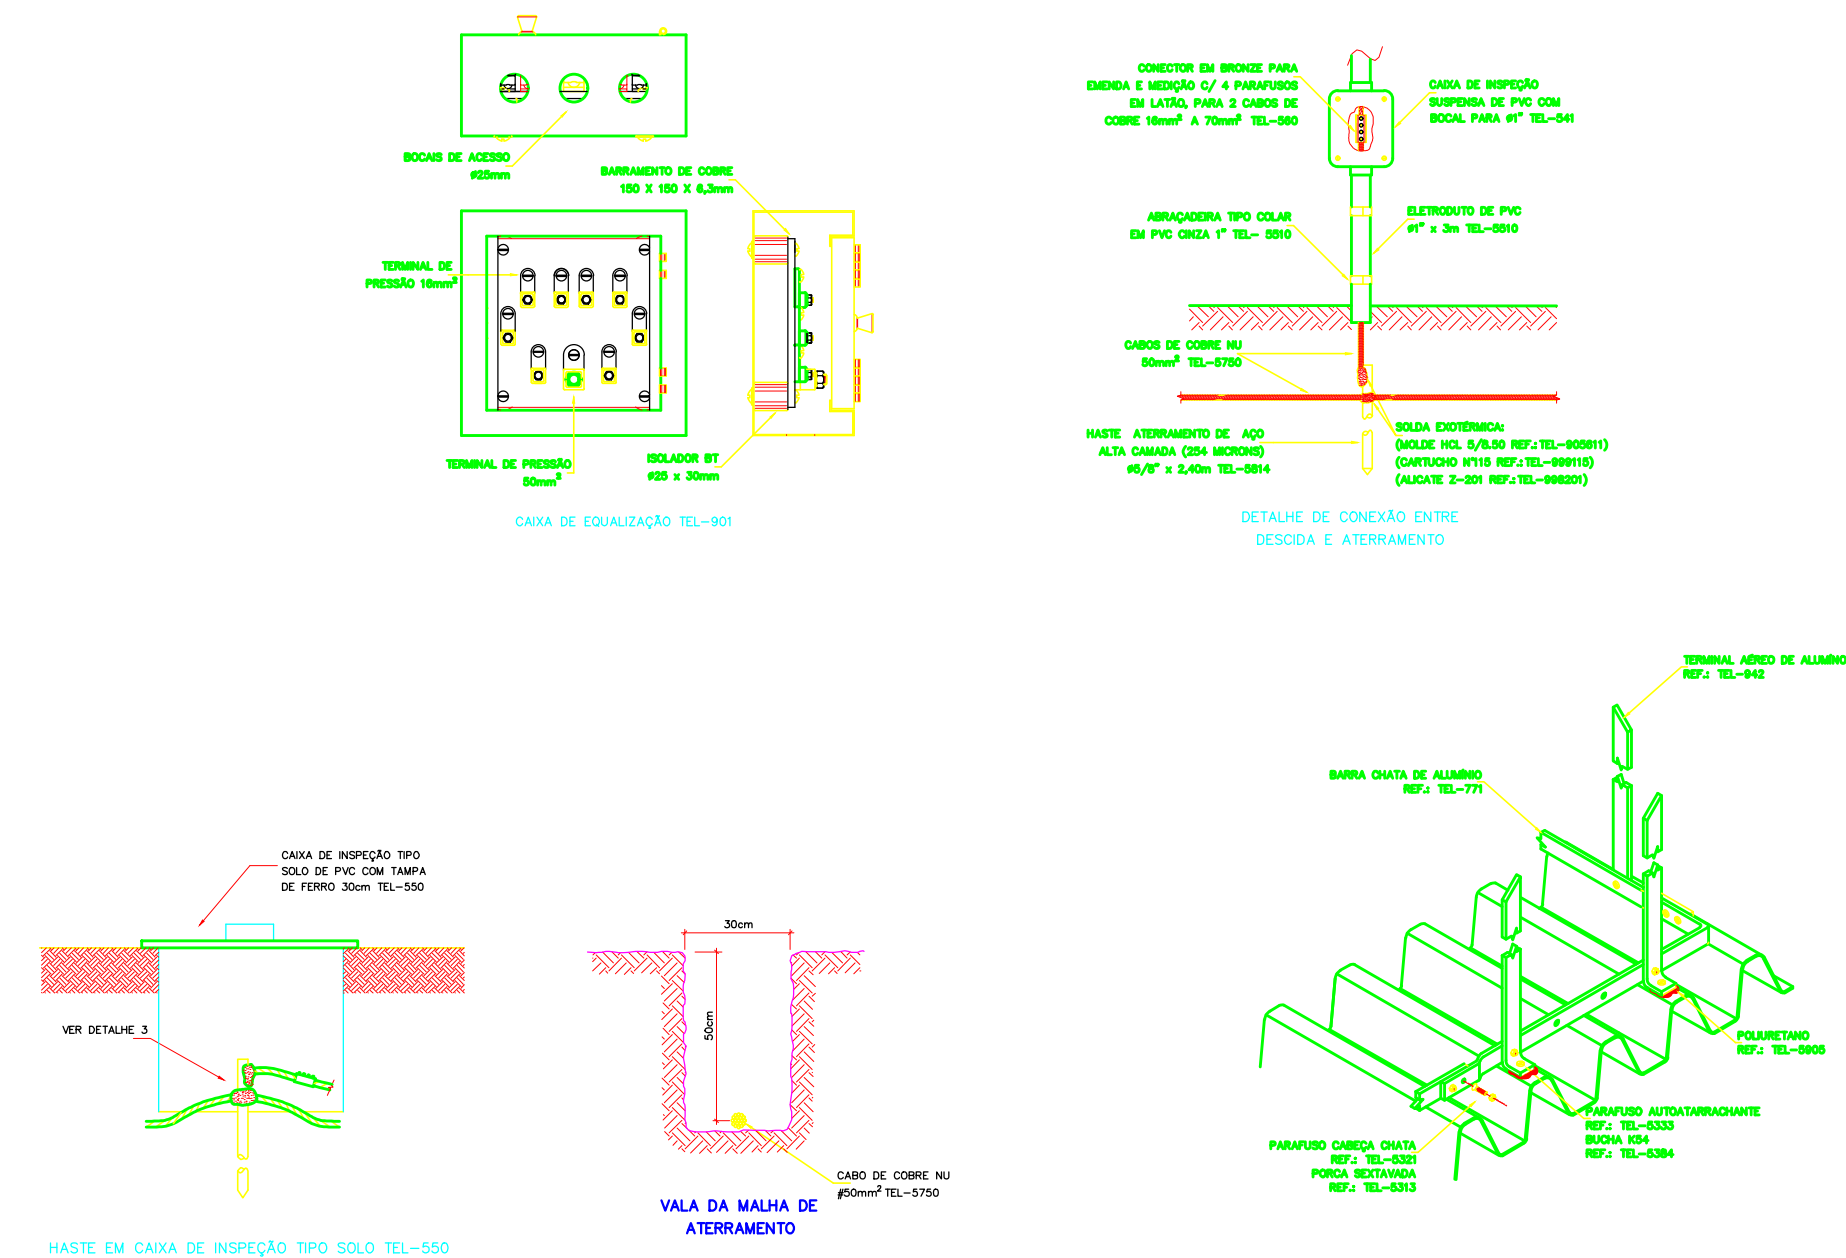 BOCAIS DE ACESSO
ø25mm
BARRAMENTO DE COBRE
150 X 150 X 6,3mm
TERMINAL DE
PRESSÃO 16mm²
TERMINAL DE PRESSÃO
50mm²
ISOLADOR BT
ø25 x 30mm
CAIXA DE EQUALIZAÇÃO TEL-901
CONECTOR EM BRONZE PARA
EMENDA E MEDIÇÃO C/ 4 PARAFUSOS
EM LATÃO, PARA 2 CABOS DE
COBRE 16mm² A 70mm² TEL-560
CAIXA DE INSPEÇÃO
SUSPENSA DE PVC COM
BOCAL PARA ø1" TEL-541
ABRAÇADEIRA TIPO COLAR
EM PVC CINZA 1" TEL- 5510
ELETRODUTO DE PVC
ø1" x 3m TEL-5510
CABOS DE COBRE NU
50mm² TEL-5750
HASTE ATERRAMENTO DE AÇO
ALTA CAMADA (254 MICRONS)
ø5/8" x 2,40m TEL-5814
SOLDA EXOTÉRMICA:
(MOLDE HCL 5/8.50 REF.:TEL-905611)
(CARTUCHO N°115 REF.:TEL-999115)
(ALICATE Z-201 REF.:TEL-998201)
DETALHE DE CONEXÃO ENTRE
DESCIDA E ATERRAMENTO
CAIXA DE INSPEÇÃO TIPO
SOLO DE PVC COM TAMPA
DE FERRO 30cm TEL-550
VER DETALHE 3
HASTE EM CAIXA DE INSPEÇÃO TIPO SOLO TEL-550
30cm
50cm
CABO DE COBRE NU
#50mm² TEL-5750
VALA DA MALHA DE
ATERRAMENTO
TERMINAL AÉREO DE ALUMÍNO
REF.: TEL-942
BARRA CHATA DE ALUMÍNIO
REF.: TEL-771
POLIURETANO
REF.: TEL-5905
PARAFUSO AUTOATARRACHANTE
REF.: TEL-5333
BUCHA K54
REF.: TEL-5384
PARAFUSO CABEÇA CHATA
REF.: TEL-5321
PORCA SEXTAVADA
REF.: TEL-5313